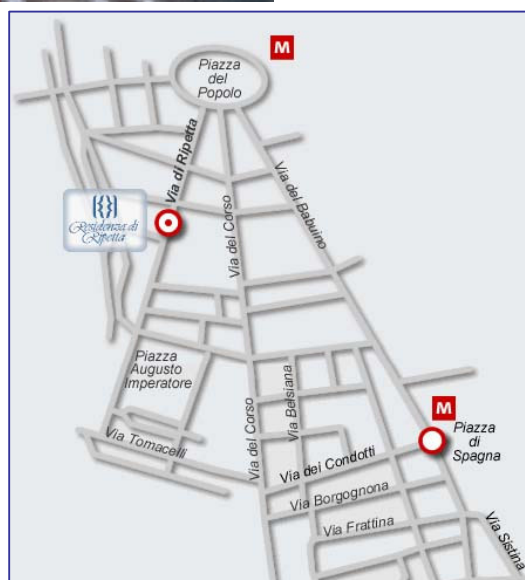 M
Piazza
del
Popolo
Via di Ripetta
Via del Babuino
Residenza di
Ripetta
Via del Corso
Piazza
Augusto
Imperatore
Via Belsiana
Via del Corso
M
Piazza
di
Spagna
Via Tomacelli
Via dei Condotti
Via Borgognona
Via Frattina
Via Sistina